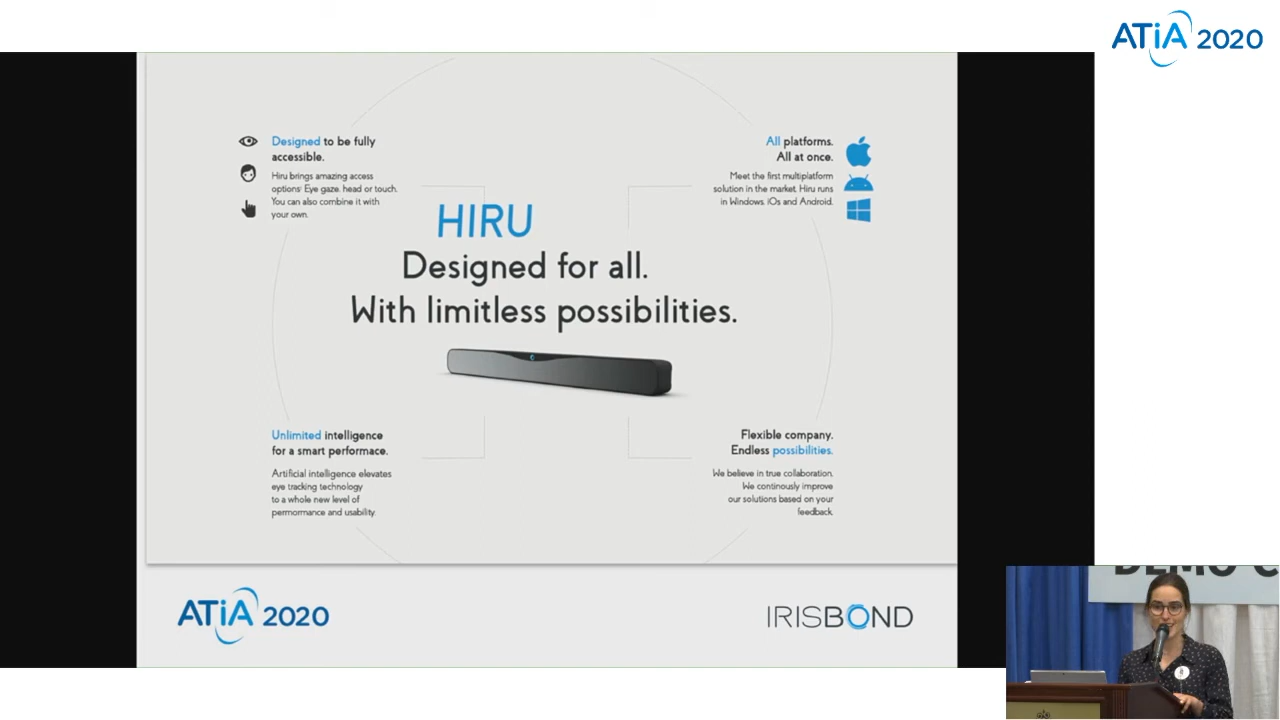 ATiA 2020
Designed to be fully
accessible.
Hiru brings amazing access
options: Eye gaze, head or touch.
You can also combine it with
your own.
All platforms.
All at once.
Meet the first multiplatform
solution in the market. Hiru runs
in Windows, iOs and Android.
HIRU
Designed for all.
With limitless possibilities.
Unlimited intelligence
for a smart performace.
Artificial intelligence elevates
eye tracking technology
to a whole new level of
permormance and usability.
Flexible company.
Endless possibilities.
We believe in true collaboration.
We continously improve
our solutions based on your
feedback.
ATiA 2020
IRISBOND
DEMO C